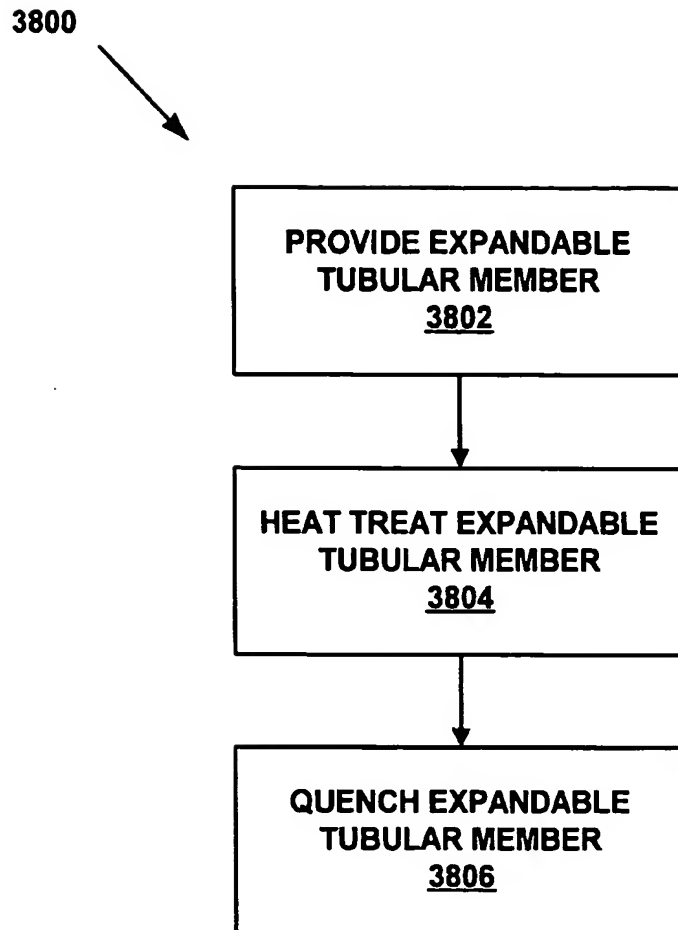 3800
PROVIDE EXPANDABLE
TUBULAR MEMBER
3802
HEAT TREAT EXPANDABLE
TUBULAR MEMBER
3804
QUENCH EXPANDABLE
TUBULAR MEMBER
3806